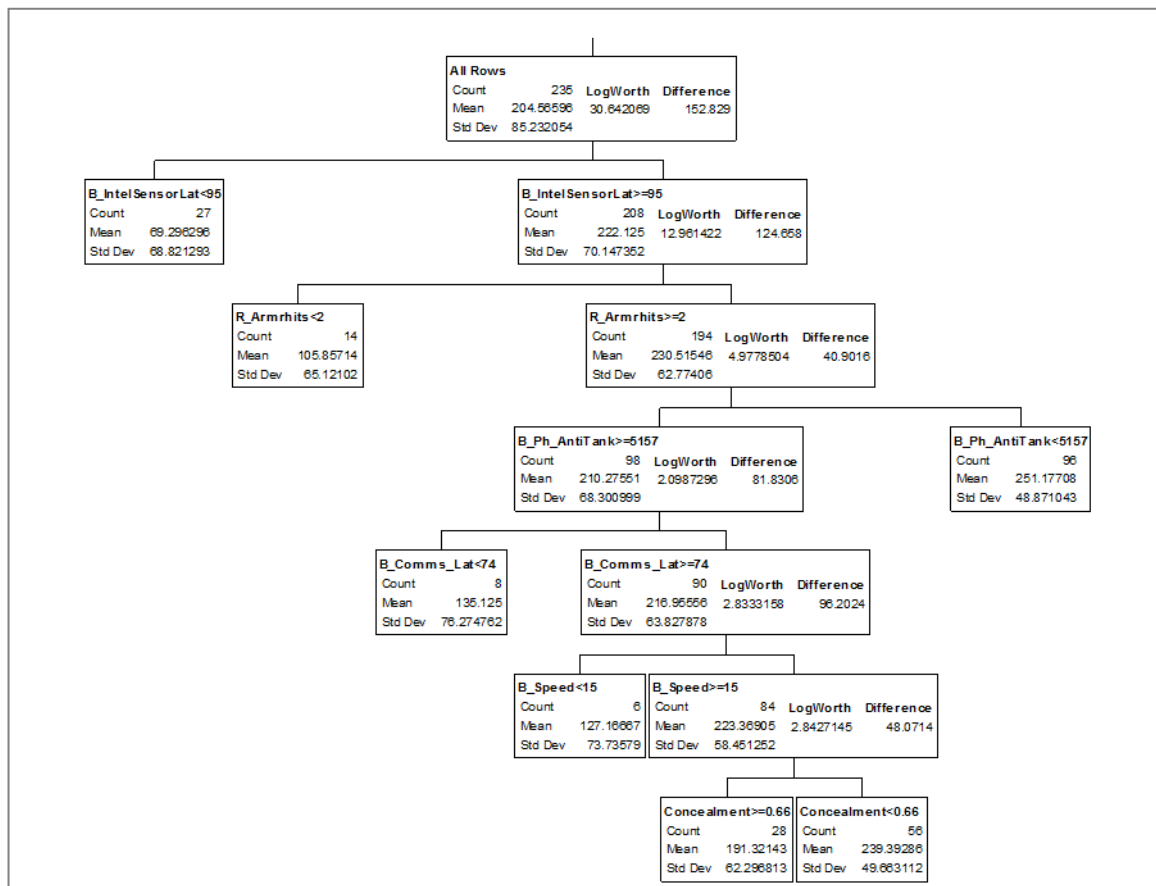 All Rows
Count 235 LogWorth Difference
Mean 204.56596 30.642069 152.829
Std Dev 85.232054
B_IntelSensorLat<95
Count 27
Mean 69.296296
Std Dev 68.821293
B_IntelSensorLat>=95
Count 208 LogWorth Difference
Mean 222.125 12.961422 124.658
Std Dev 70.147352
R_Armrhits<2
Count 14
Mean 105.85714
Std Dev 65.12102
R_Armrhits>=2
Count 194 LogWorth Difference
Mean 230.51546 4.9778504 40.9016
Std Dev 62.77406
B_Ph_AntiTank>=5157
Count 98 LogWorth Difference
Mean 210.27551 2.0987296 81.8306
Std Dev 68.300999
B_Ph_AntiTank<5157
Count 96
Mean 251.17708
Std Dev 48.871043
B_Comms_Lat<74
Count 8
Mean 135.125
Std Dev 76.274762
B_Comms_Lat>=74
Count 90 LogWorth Difference
Mean 216.95556 2.8333158 96.2024
Std Dev 63.827878
B_Speed<15
Count 6
Mean 127.16667
Std Dev 73.73579
B_Speed>=15
Count 84 LogWorth Difference
Mean 223.36905 2.8427145 48.0714
Std Dev 58.451252
Concealment>=0.66
Count 28
Mean 191.32143
Std Dev 62.296813
Concealment<0.66
Count 56
Mean 239.39286
Std Dev 49.663112